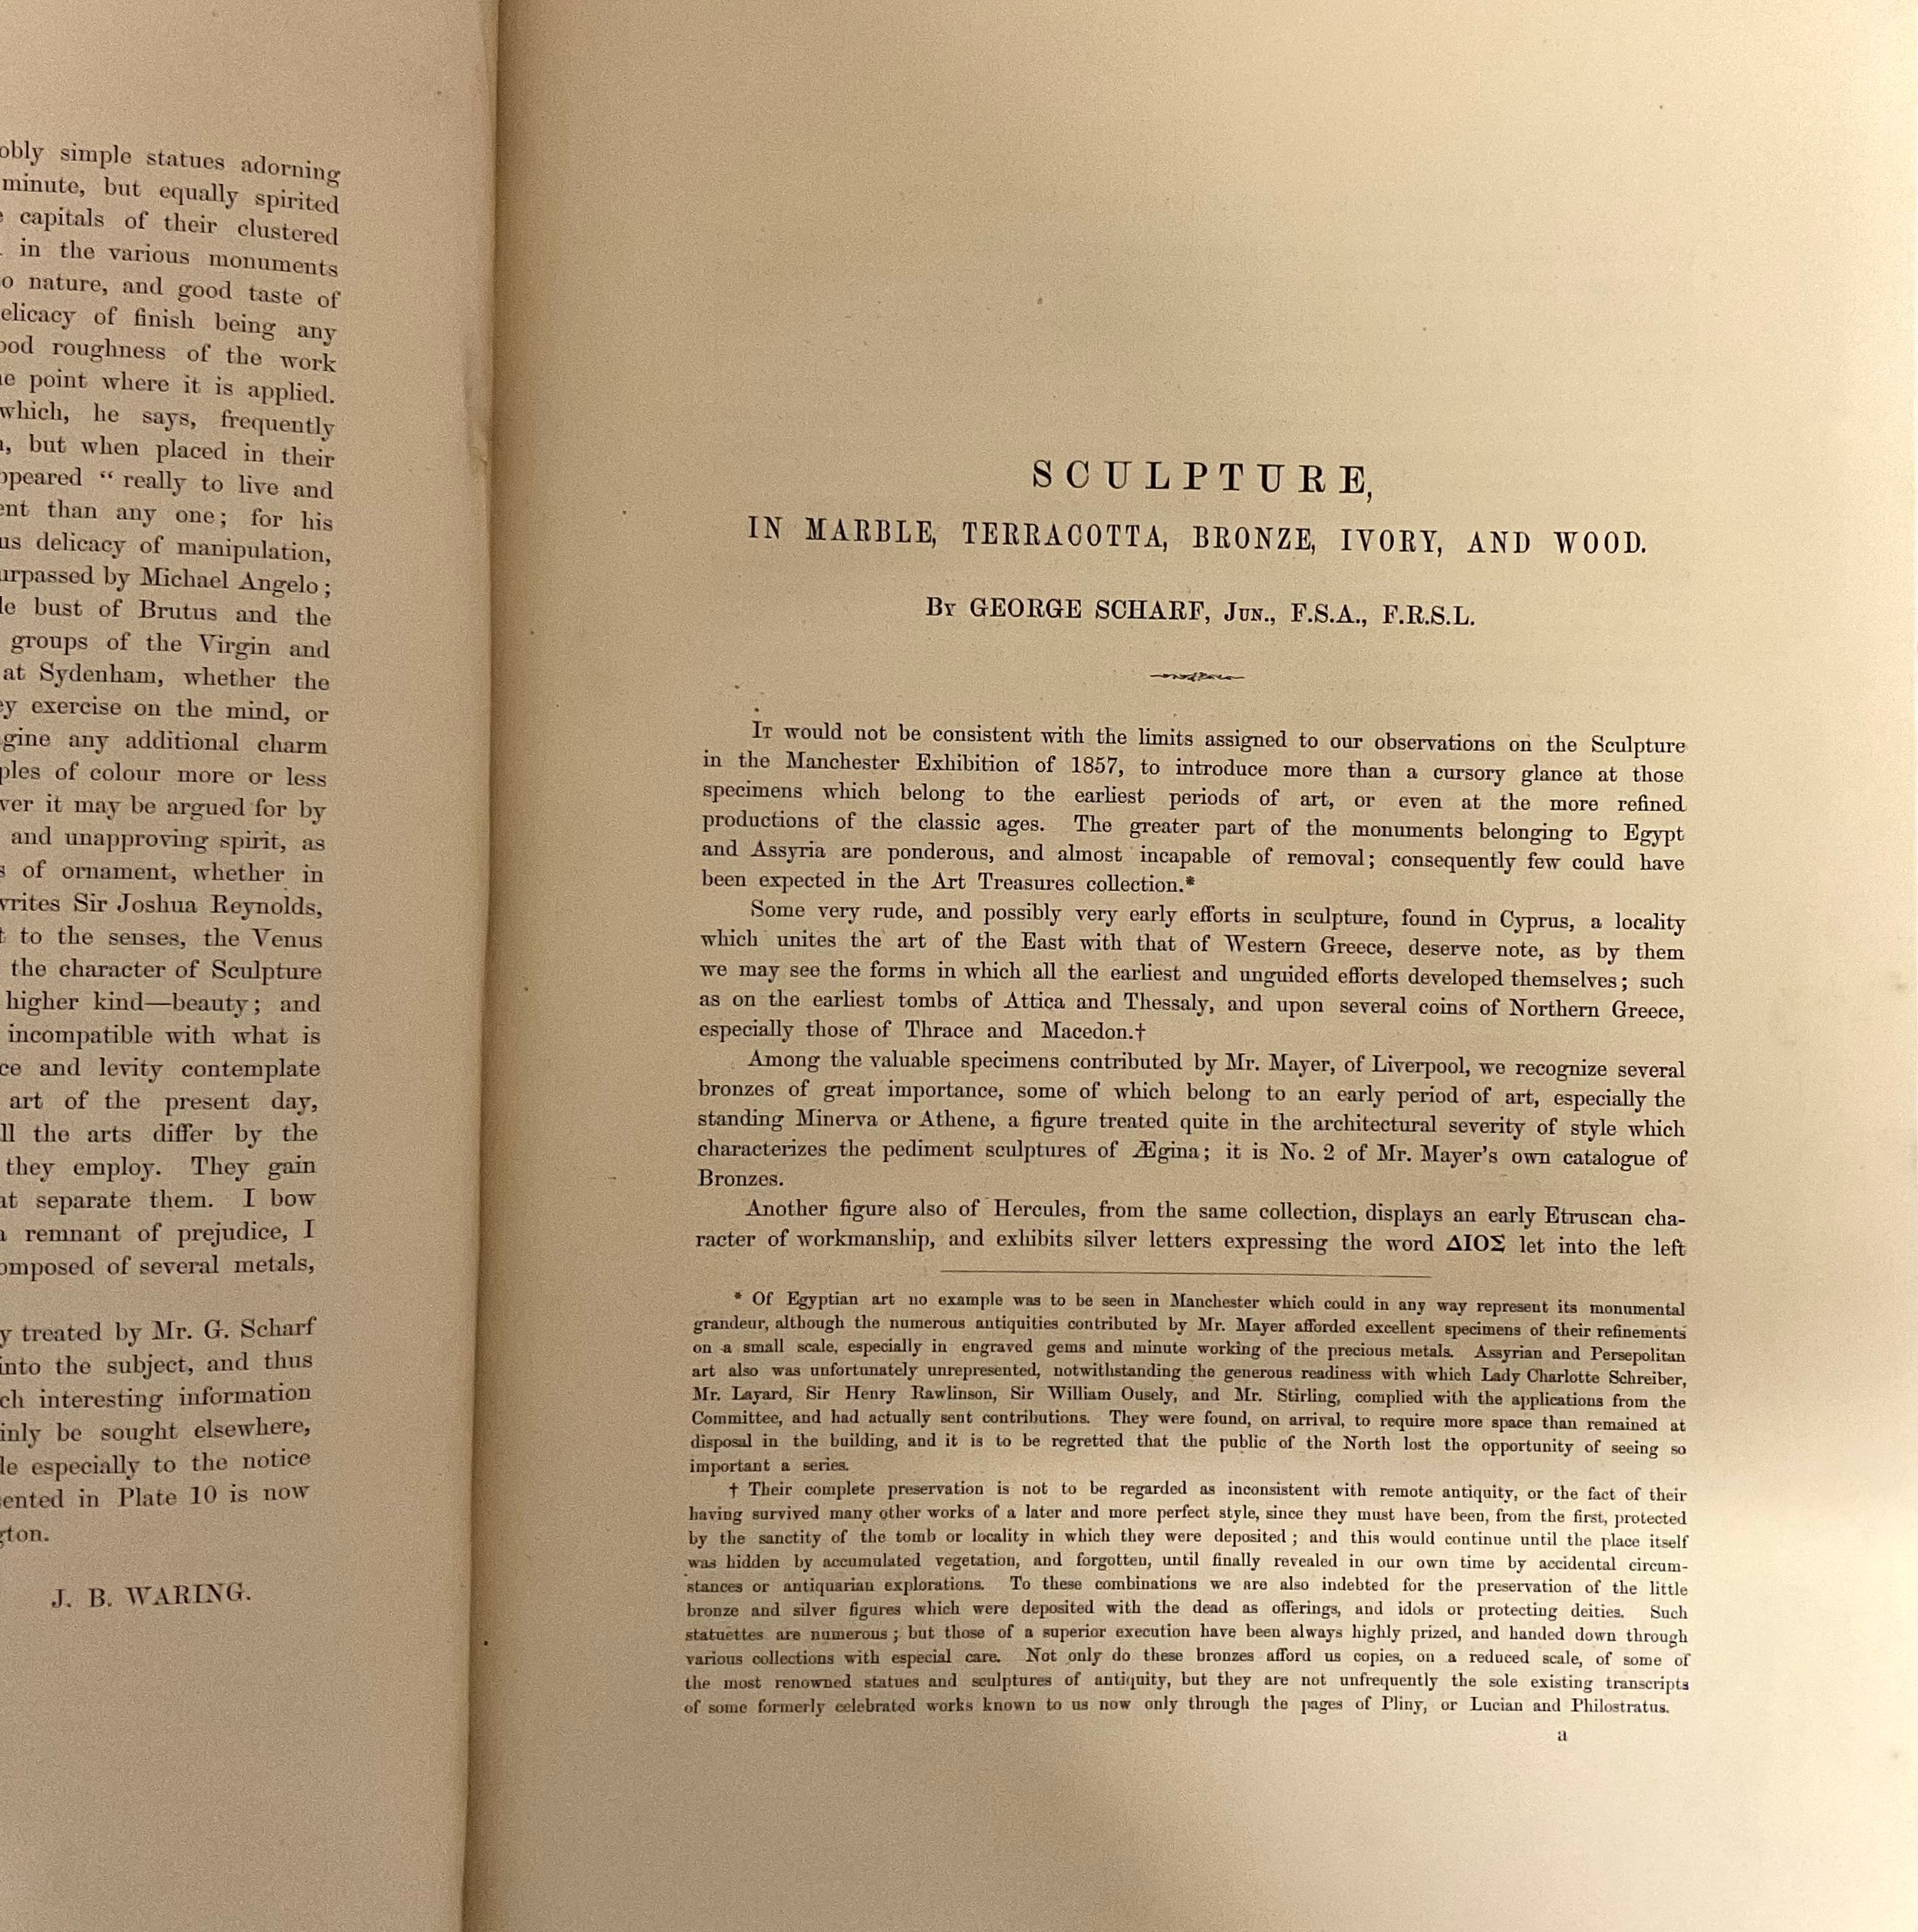 simple statues adorning
minute, but equally spirited
capitals of their clustered
in the various monuments
nature, and good taste of
of finish being any
roughness of the work
point where it is applied.
which, he says, frequently
but when placed in their
" really to live and
than any one; for his
delicacy of manipulation,
by Michael Angelo;
bust of Brutus and the
groups of the Virgin and
at Sydenham, whether the
exercise on the mind, or
any additional charm
of colour more or less
it may be argued for by
and unapproving spirit, as
of ornament, whether in
Sir Joshua Reynolds,
to the senses, the Venus
the character of Sculpture
higher kind—beauty; and
incompatible with what is
and levity contemplate
art of the present day,
the arts differ by the
they employ. They gain
separate them. I bow
remnant of prejudice, I
of several metals,
treated by Mr. G. Scharf
into the subject, and thus
interesting information
be sought elsewhere,
especially to the notice
in Plate 10 is now
J. B. WARING.
SCULPTURE,
IN MARBLE, TERRACOTTA, BRONZE, IVORY, AND WOOD.
By GEORGE SCHARF, Jun., F.S.A., F.R.S.L.
It would not be consistent with the limits assigned to our observations on the Sculpture
in the Manchester Exhibition of 1857, to introduce more than a cursory glance at those
specimens which belong to the earliest periods of art, or even at the more refined
productions of the classic ages. The greater part of the monuments belonging to Egypt
and Assyria are ponderous, and almost incapable of removal; consequently few could have
been expected in the Art Treasures collection.*
Some very rude, and possibly very early efforts in sculpture, found in Cyprus, a locality
which unites the art of the East with that of Western Greece, deserve note, as by them
we may see the forms in which all the earliest and unguided efforts developed themselves; such
as on the earliest tombs of Attica and Thessaly, and upon several coins of Northern Greece,
especially those of Thrace and Macedon.†
Among the valuable specimens contributed by Mr. Mayer, of Liverpool, we recognize several
bronzes of great importance, some of which belong to an early period of art, especially the
standing Minerva or Athene, a figure treated quite in the architectural severity of style which
characterizes the pediment sculptures of Ægina; it is No. 2 of Mr. Mayer's own catalogue of
Bronzes.
Another figure also of Hercules, from the same collection, displays an early Etruscan cha-
racter of workmanship, and exhibits silver letters expressing the word ΔΙΟΣ let into the left
* Of Egyptian art no example was to be seen in Manchester which could in any way represent its monumental
grandeur, although the numerous antiquities contributed by Mr. Mayer afforded excellent specimens of their refinements
on a small scale, especially in engraved gems and minute working of the precious metals. Assyrian and Persepolitan
art also was unfortunately unrepresented, notwithstanding the generous readiness with which Lady Charlotte Schreiber,
Mr. Layard, Sir Henry Rawlinson, Sir William Ousely, and Mr. Stirling, complied with the applications from the
Committee, and had actually sent contributions. They were found, on arrival, to require more space than remained at
disposal in the building, and it is to be regretted that the public of the North lost the opportunity of seeing so
important a series.
† Their complete preservation is not to be regarded as inconsistent with remote antiquity, or the fact of their
having survived many other works of a later and more perfect style, since they must have been, from the first, protected
by the sanctity of the tomb or locality in which they were deposited; and this would continue until the place itself
was hidden by accumulated vegetation, and forgotten, until finally revealed in our own time by accidental circum-
stances or antiquarian explorations. To these combinations we are also indebted for the preservation of the little
bronze and silver figures which were deposited with the dead as offerings, and idols or protecting deities. Such
statuettes are numerous; but those of a superior execution have been always highly prized, and handed down through
various collections with especial care. Not only do these bronzes afford us copies, on a reduced scale, of some of
the most renowned statues and sculptures of antiquity, but they are not unfrequently the sole existing transcripts
of some formerly celebrated works known to us now only through the pages of Pliny, or Lucian and Philostratus.
a